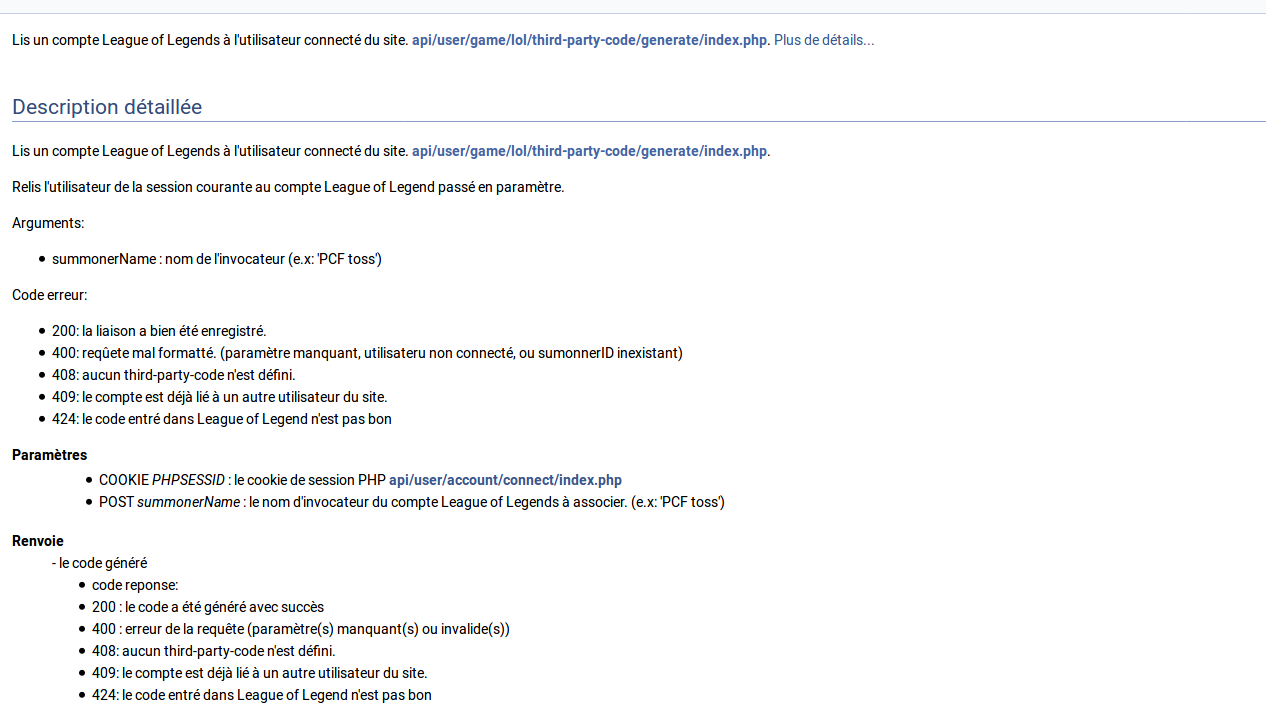 Lis un compte League of Legends à l'utilisateur connecté du site. api/user/game/lol/third-party-code/generate/index.php. Plus de détails...
Description détaillée
Lis un compte League of Legends à l'utilisateur connecté du site. api/user/game/lol/third-party-code/generate/index.php.
Relis l'utilisateur de la session courante au compte League of Legend passé en paramètre.
Arguments:
• summonerName : nom de l'invocateur (e.x: 'PCF toss')
Code erreur:
• 200: la liaison a bien été enregistré.
• 400: reqûete mal formatté. (paramètre manquant, utilisateru non connecté, ou sumonnerID inexistant)
• 408: aucun third-party-code n'est défini.
• 409: le compte est déjà lié à un autre utilisateur du site.
• 424: le code entré dans League of Legend n'est pas bon
Paramètres
• COOKIE PHPSESSID : le cookie de session PHP api/user/account/connect/index.php
• POST summonerName : le nom d'invocateur du compte League of Legends à associer. (e.x: 'PCF toss')
Renvoie
- le code généré
• code reponse:
• 200 : le code a été généré avec succès
• 400 : erreur de la requête (paramètre(s) manquant(s) ou invalide(s))
• 408: aucun third-party-code n'est défini.
• 409: le compte est déjà lié à un autre utilisateur du site.
• 424: le code entré dans League of Legend n'est pas bon